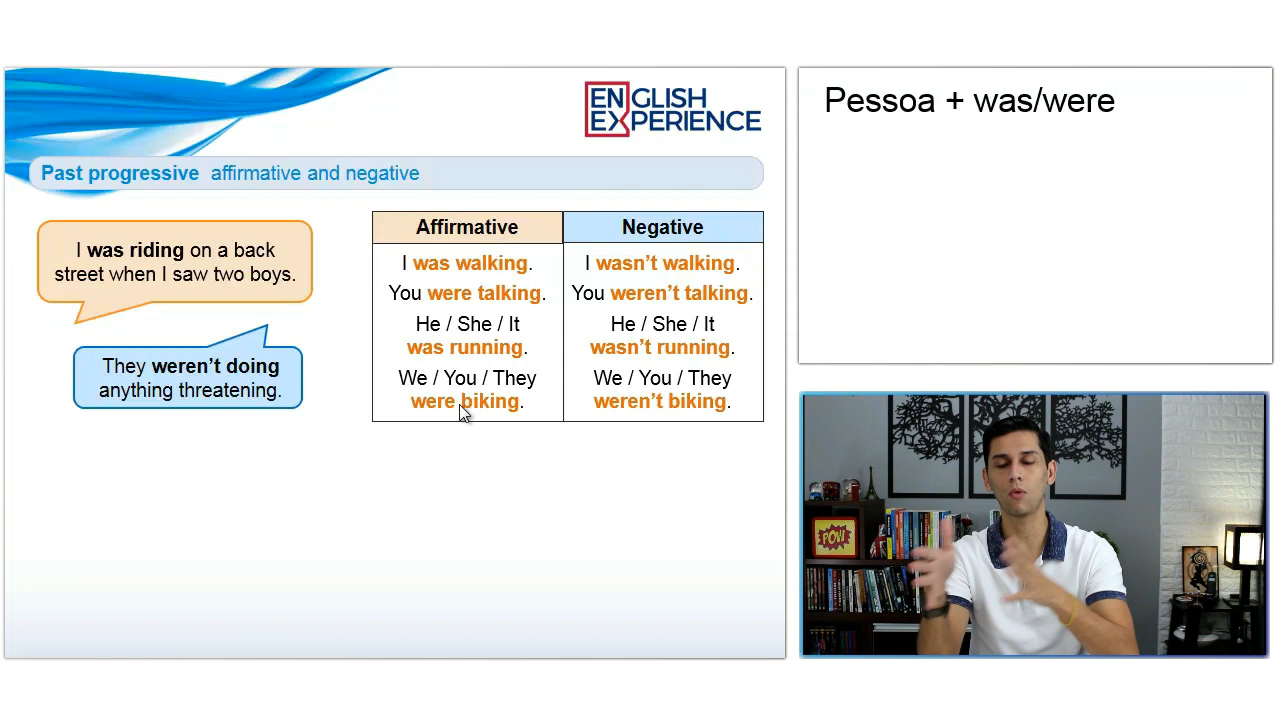 ENGLISH
EXPERIENCE
Past progressive affirmative and negative
I was riding on a back
street when I saw two boys.
They weren't doing
anything threatening.
Affirmative
I was walking.
You were talking.
He / She / It
was running.
We / You / They
were biking.
Negative
I wasn't walking.
You weren't talking.
He / She / It
wasn't running.
We / You / They
weren't biking.
Pessoa + was/were
POW